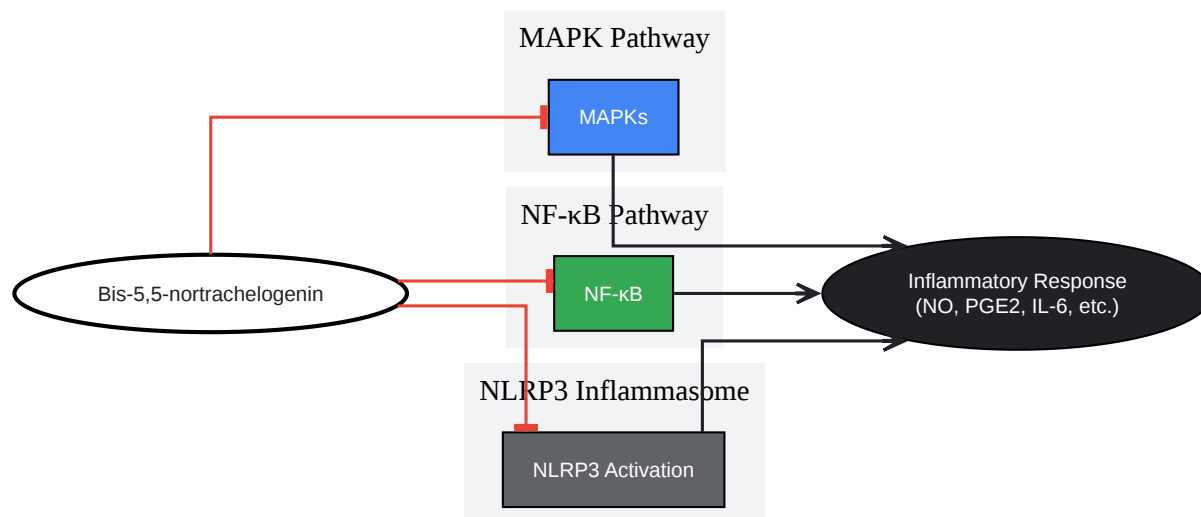 MAPK Pathway
MAPKs
NF-κB Pathway
Bis-5,5-nortrachelogenin
NF-κB
Inflammatory Response
(NO, PGE2, IL-6, etc.)
NLRP3 Inflammasome
NLRP3 Activation